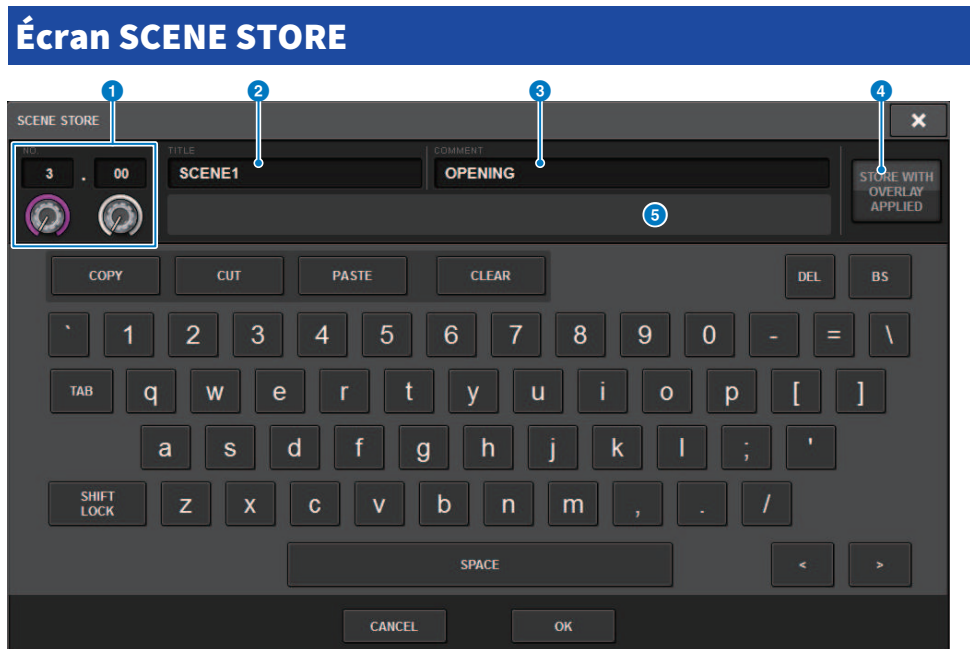 Écran SCENE STORE
1 2 3 4
SCENE STORE ×
NO. TITLE COMMENT
3 . 00 SCENE1 OPENING
STORE WITH
OVERLAY
APPLIED
5
COPY CUT PASTE CLEAR DEL BS
` 1 2 3 4 5 6 7 8 9 0 - = \
TAB q w e r t y u i o p [ ]
a s d f g h j k l ; '
SHIFT
LOCK
z x c v b n m , . /
SPACE < >
CANCEL OK